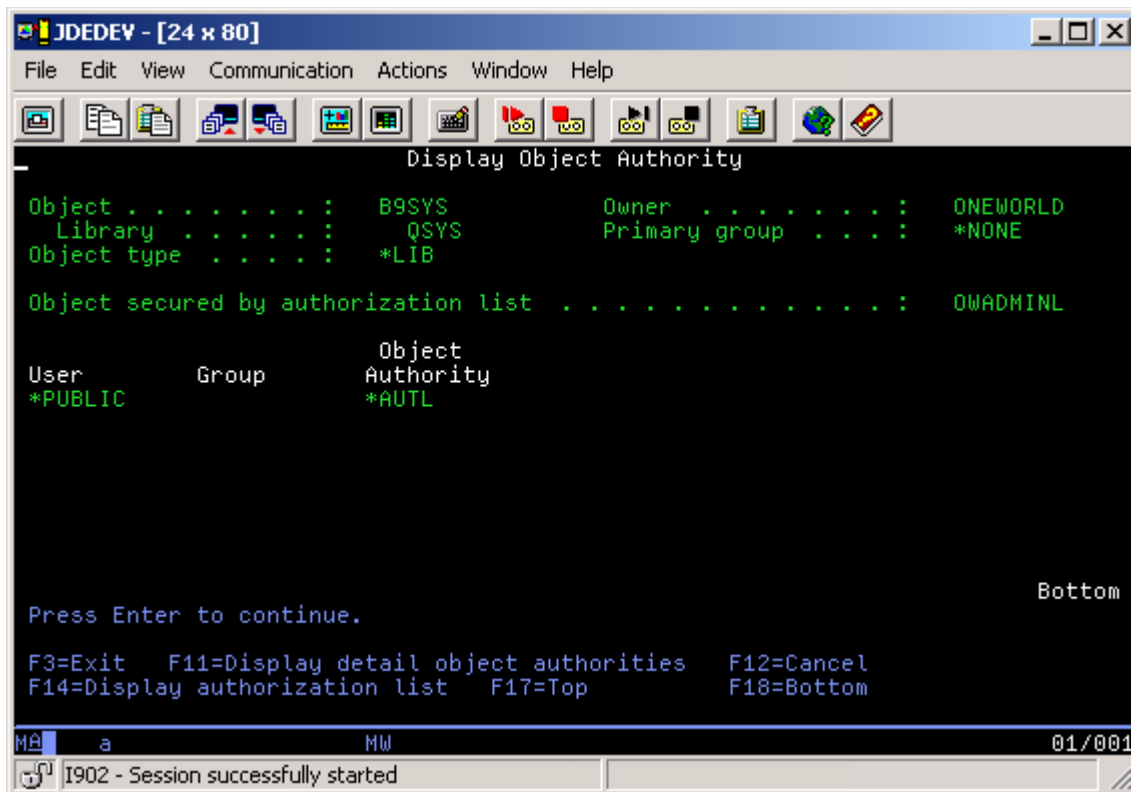 JDEDEV - [24 x 80]
File Edit View Communication Actions Window Help
Display Object Authority
Object . . . . . . . : B9SYS Owner . . . . . . . : ONEWORLD
Library . . . . . : QSYS Primary group . . . : *NONE
Object type . . . . : *LIB
Object secured by authorization list . . . . . . . . . . . . : OWADMINL
Object
User Group Authority
*PUBLIC *AUTL
Bottom
Press Enter to continue.
F3=Exit F11=Display detail object authorities F12=Cancel
F14=Display authorization list F17=Top F18=Bottom
MA a MW 01/001
I902 - Session successfully started